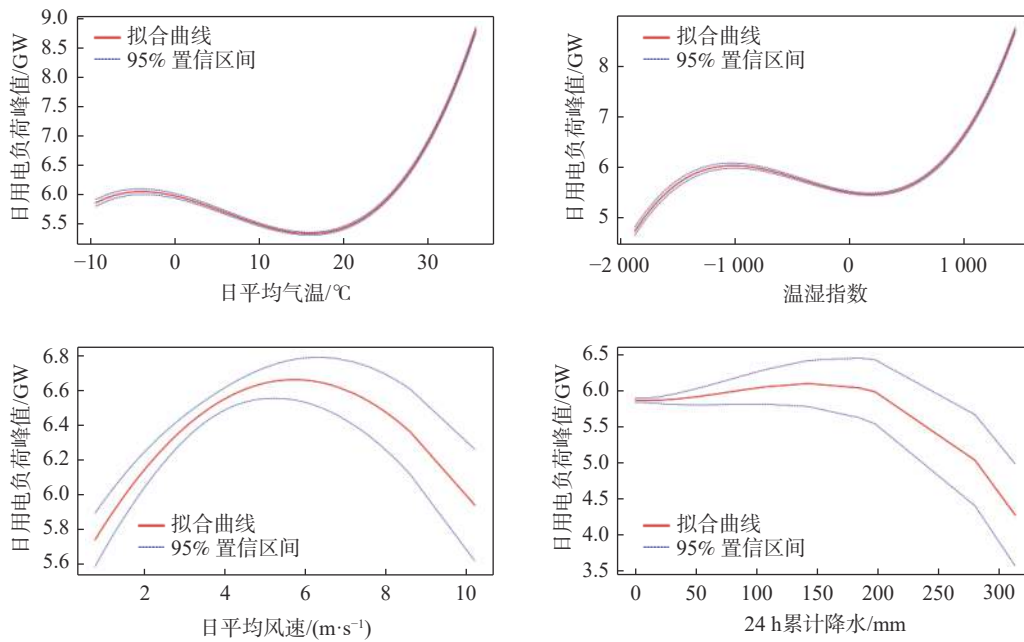 日用电负荷峰值/GW
9.0
8.5
8.0
7.5
7.0
6.5
6.0
5.5
拟合曲线
95% 置信区间
−10 0 10 20 30
日平均气温/℃
日用电负荷峰值/GW
8
7
6
5
拟合曲线
95% 置信区间
−2 000 −1 000 0 1 000
温湿指数
日用电负荷峰值/GW
6.8
6.6
6.4
6.2
6.0
5.8
5.6
拟合曲线
95% 置信区间
2 4 6 8 10
日平均风速/(m·s⁻¹)
日用电负荷峰值/GW
6.5
6.0
5.5
5.0
4.5
4.0
3.5
拟合曲线
95% 置信区间
0 50 100 150 200 250 300
24 h累计降水/mm